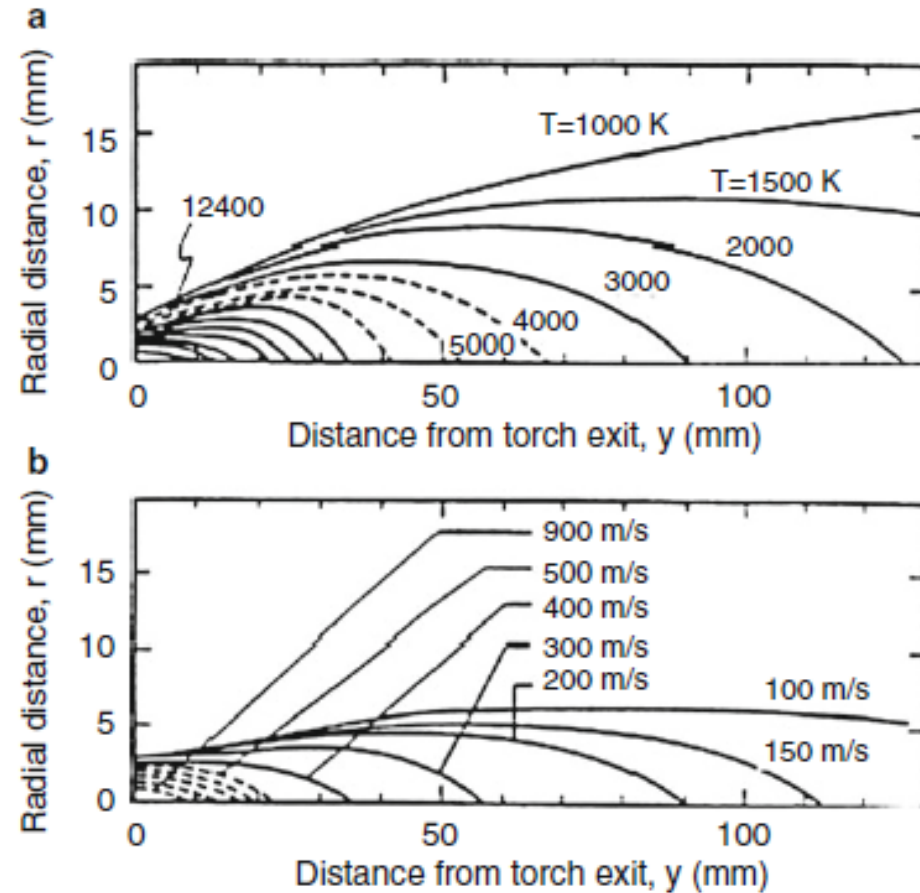 a
Radial distance, r (mm)
15
10
5
0
T=1000 K
T=1500 K
12400
2000
3000
4000
5000
0
50
100
Distance from torch exit, y (mm)
b
Radial distance, r (mm)
15
10
5
0
900 m/s
500 m/s
400 m/s
300 m/s
200 m/s
100 m/s
150 m/s
0
50
100
Distance from torch exit, y (mm)